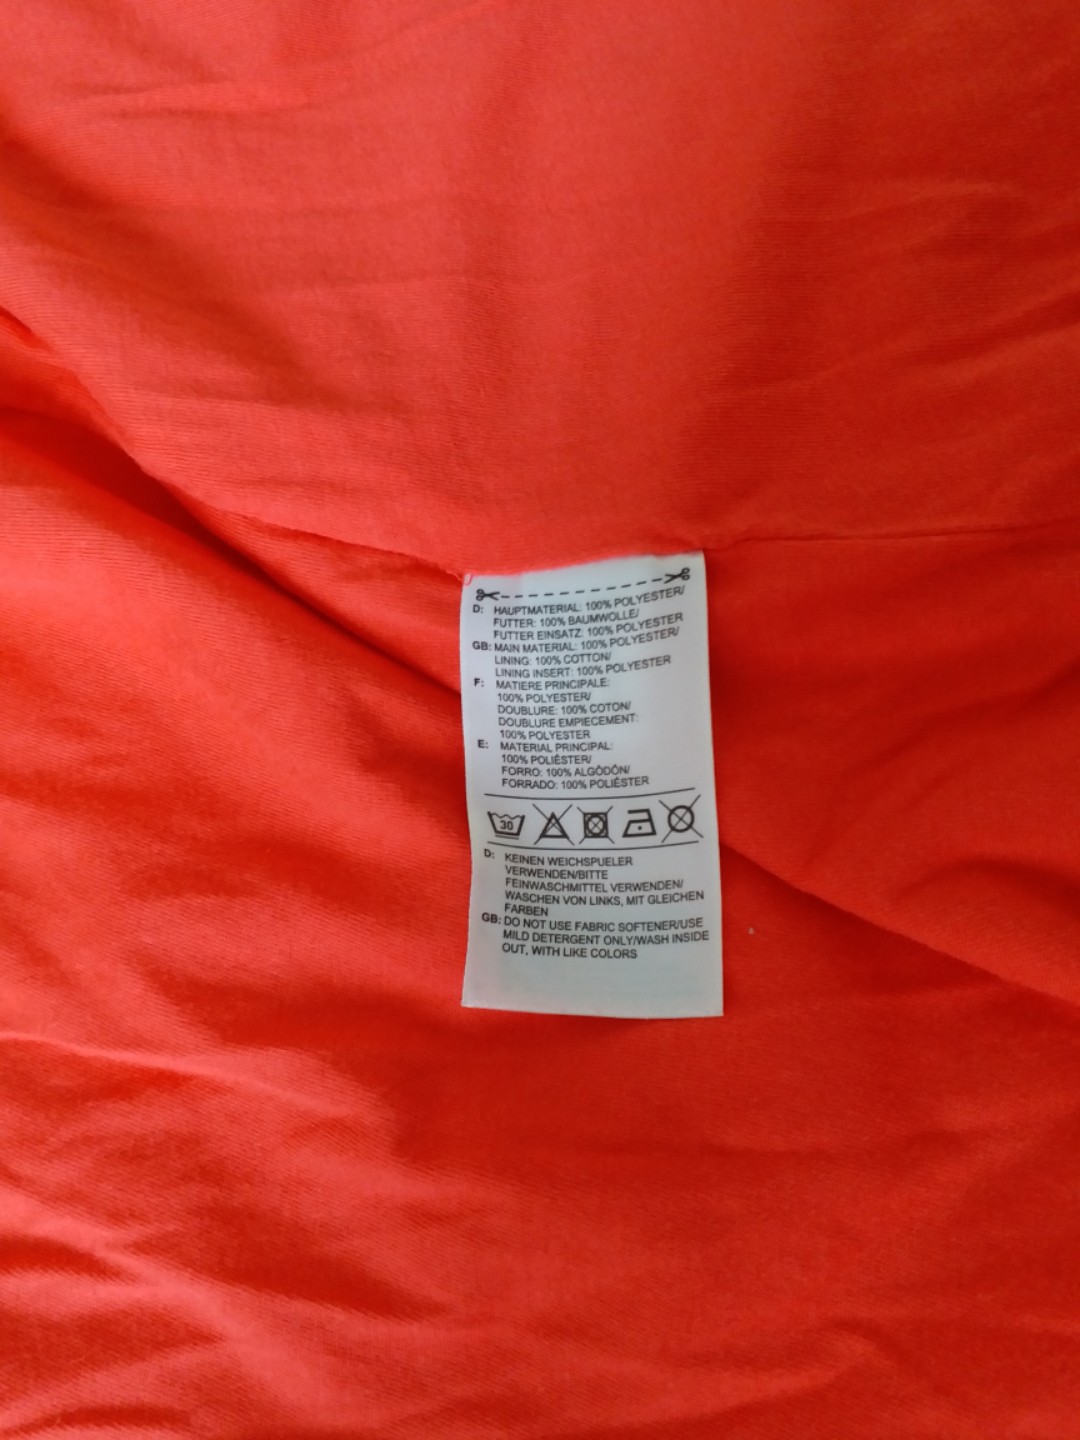 D: HAUPTMATERIAL: 100% POLYESTER/
FUTTER: 100% BAUMWOLLE/
FUTTER EINSATZ: 100% POLYESTER
GB: MAIN MATERIAL: 100% POLYESTER/
LINING: 100% COTTON/
LINING INSERT: 100% POLYESTER
F: MATIERE PRINCIPALE:
100% POLYESTER/
DOUBLURE: 100% COTON/
DOUBLURE EMPIECEMENT:
100% POLYESTER
E: MATERIAL PRINCIPAL:
100% POLIÉSTER/
FORRO: 100% ALGÓDÓN/
FORRADO: 100% POLIÉSTER
30
D: KEINEN WEICHSPUELER
VERWENDEN/BITTE
FEINWASCHMITTEL VERWENDEN/
WASCHEN VON LINKS, MIT GLEICHEN
FARBEN
GB: DO NOT USE FABRIC SOFTENER/USE
MILD DETERGENT ONLY/WASH INSIDE
OUT, WITH LIKE COLORS